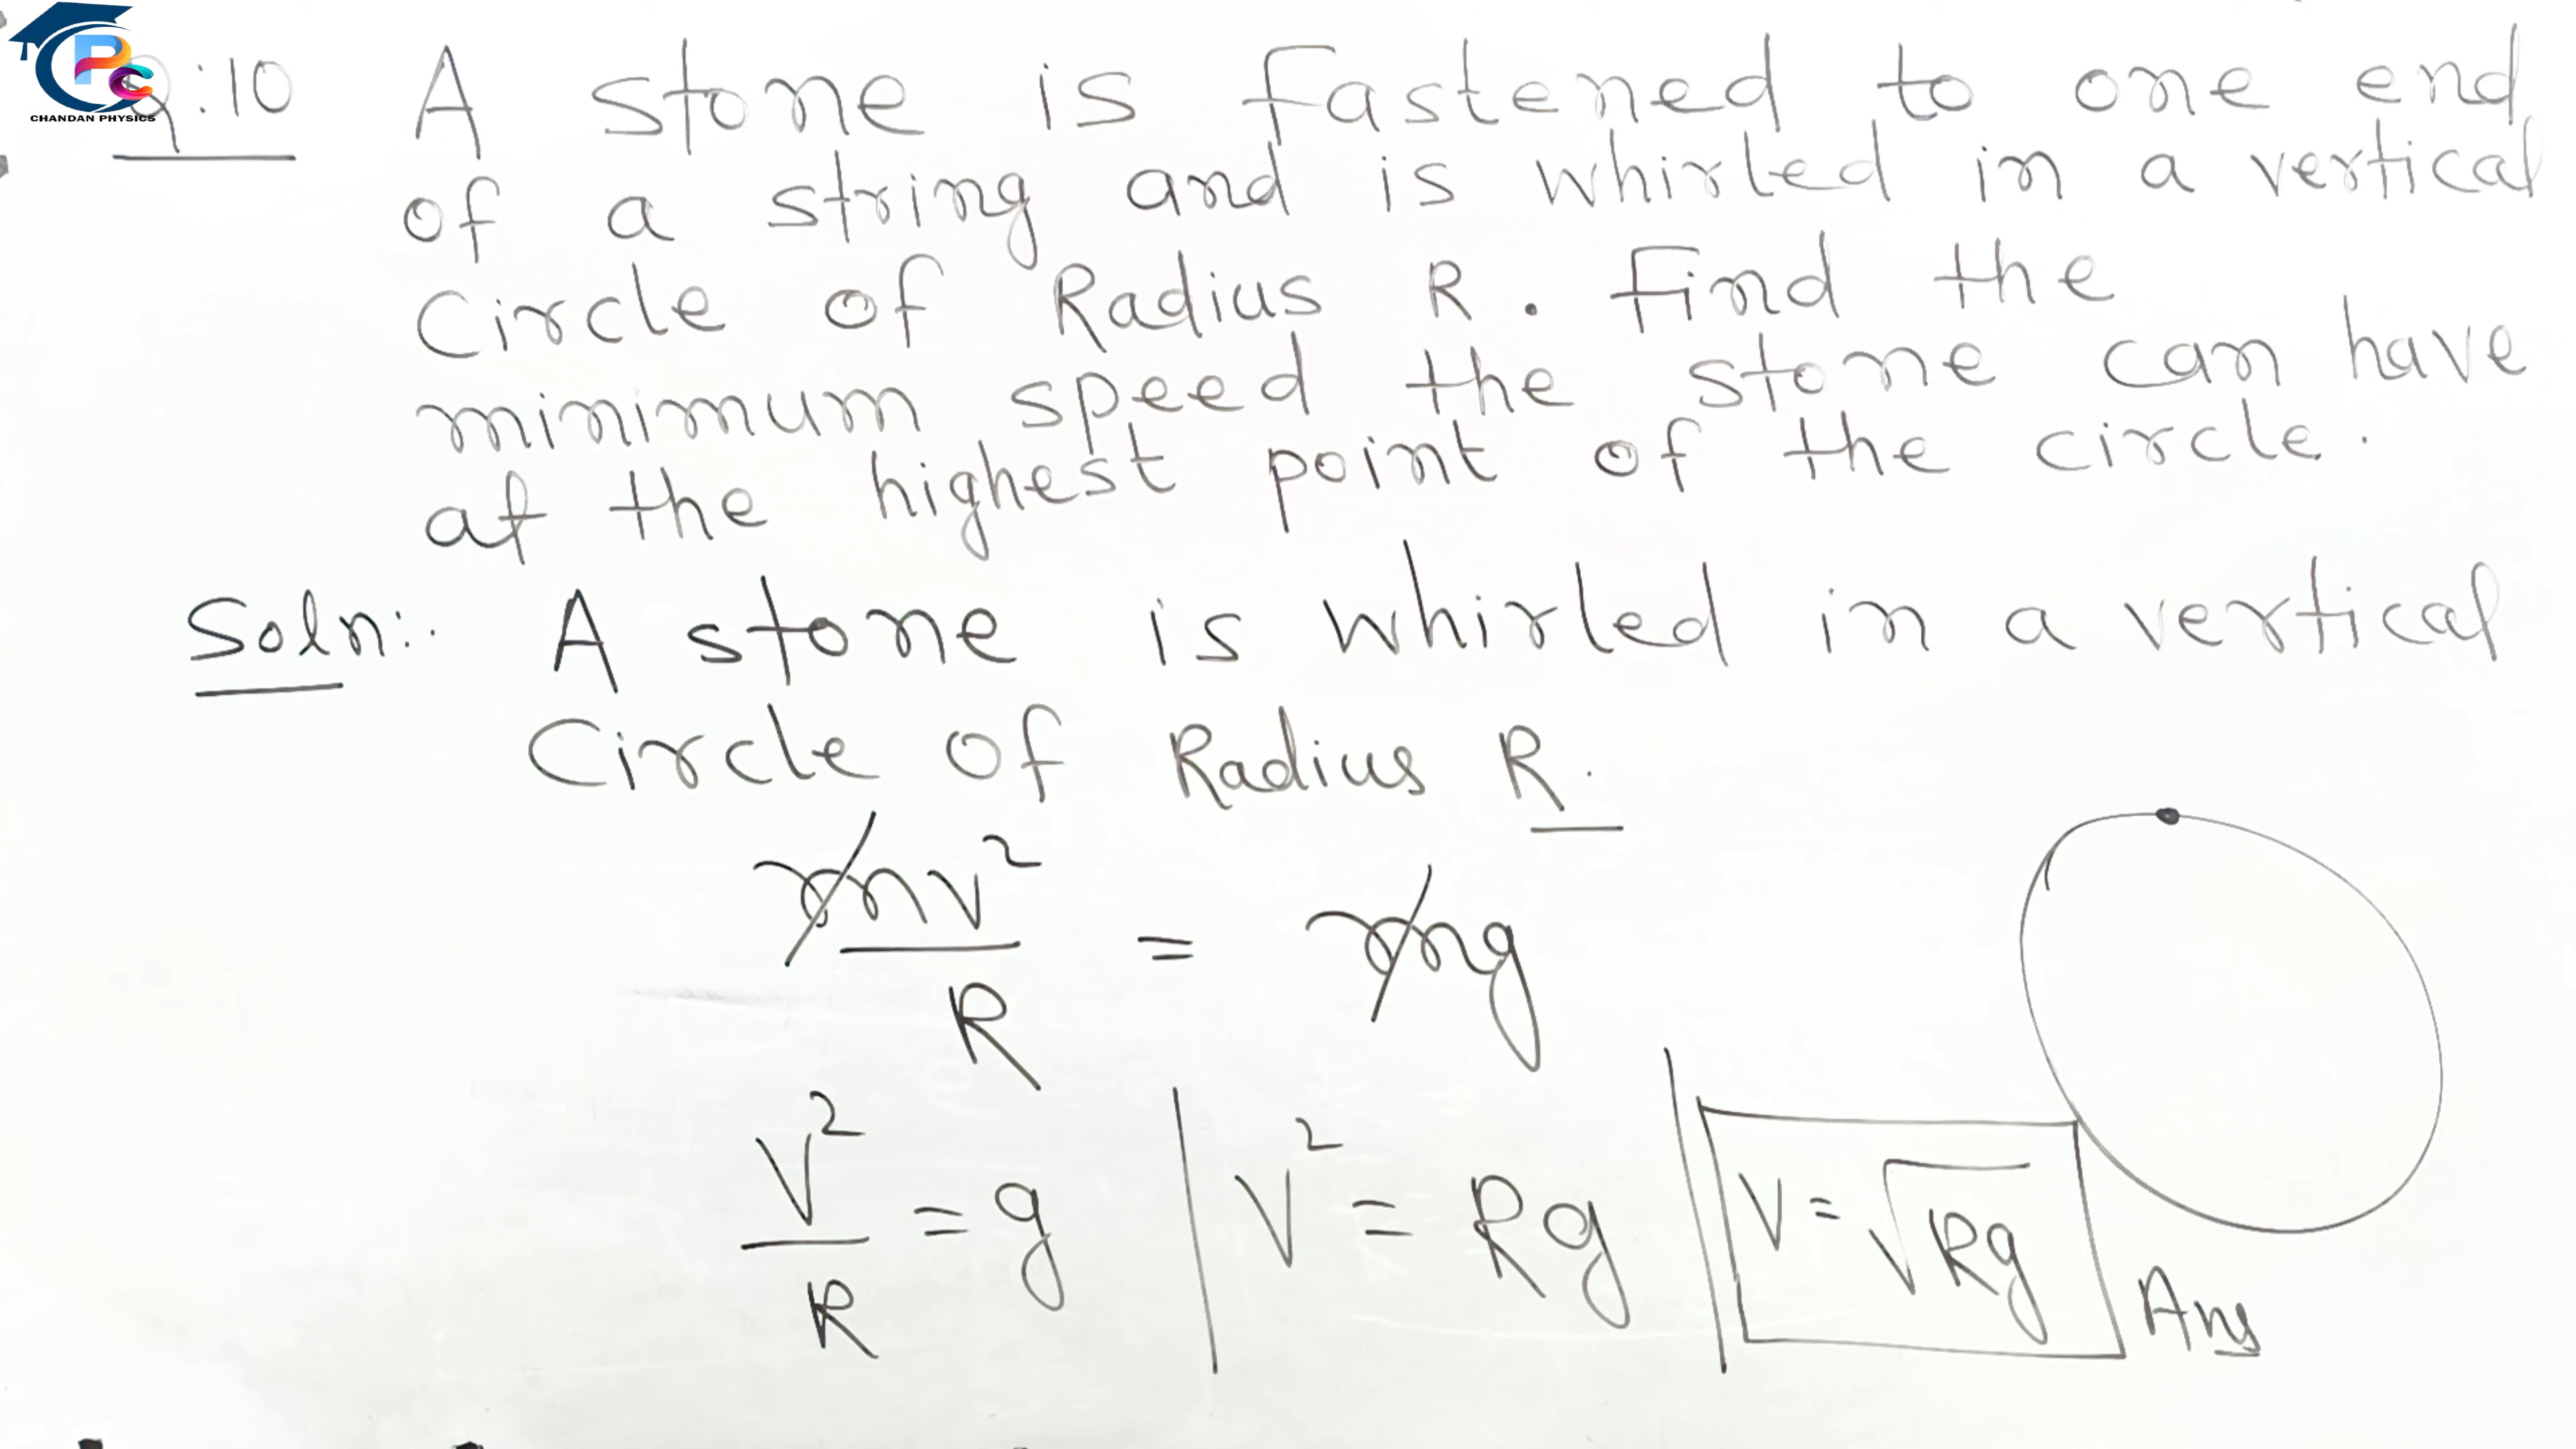 CHANDAN PHYSICS
Q:10 A stone is fastened to one end
of a string and is whirled in a vertical
Circle of Radius R. Find the
minimum speed the stone can have
at the highest point of the circle.
Soln:. A stone is whirled in a vertical
Circle of Radius R.
mv²/R = mg
v²/R = g | v² = Rg || v = √Rg Ans